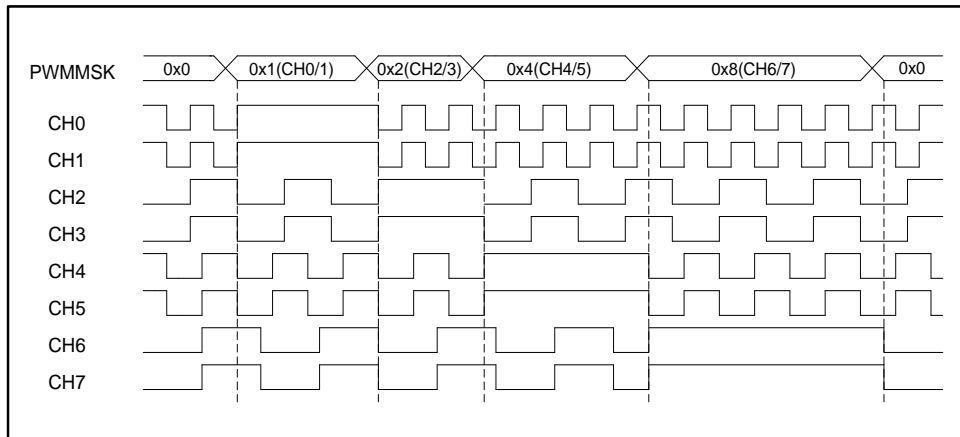 PWMMSK 0x0 0x1(CH0/1) 0x2(CH2/3) 0x4(CH4/5) 0x8(CH6/7) 0x0
CH0
CH1
CH2
CH3
CH4
CH5
CH6
CH7